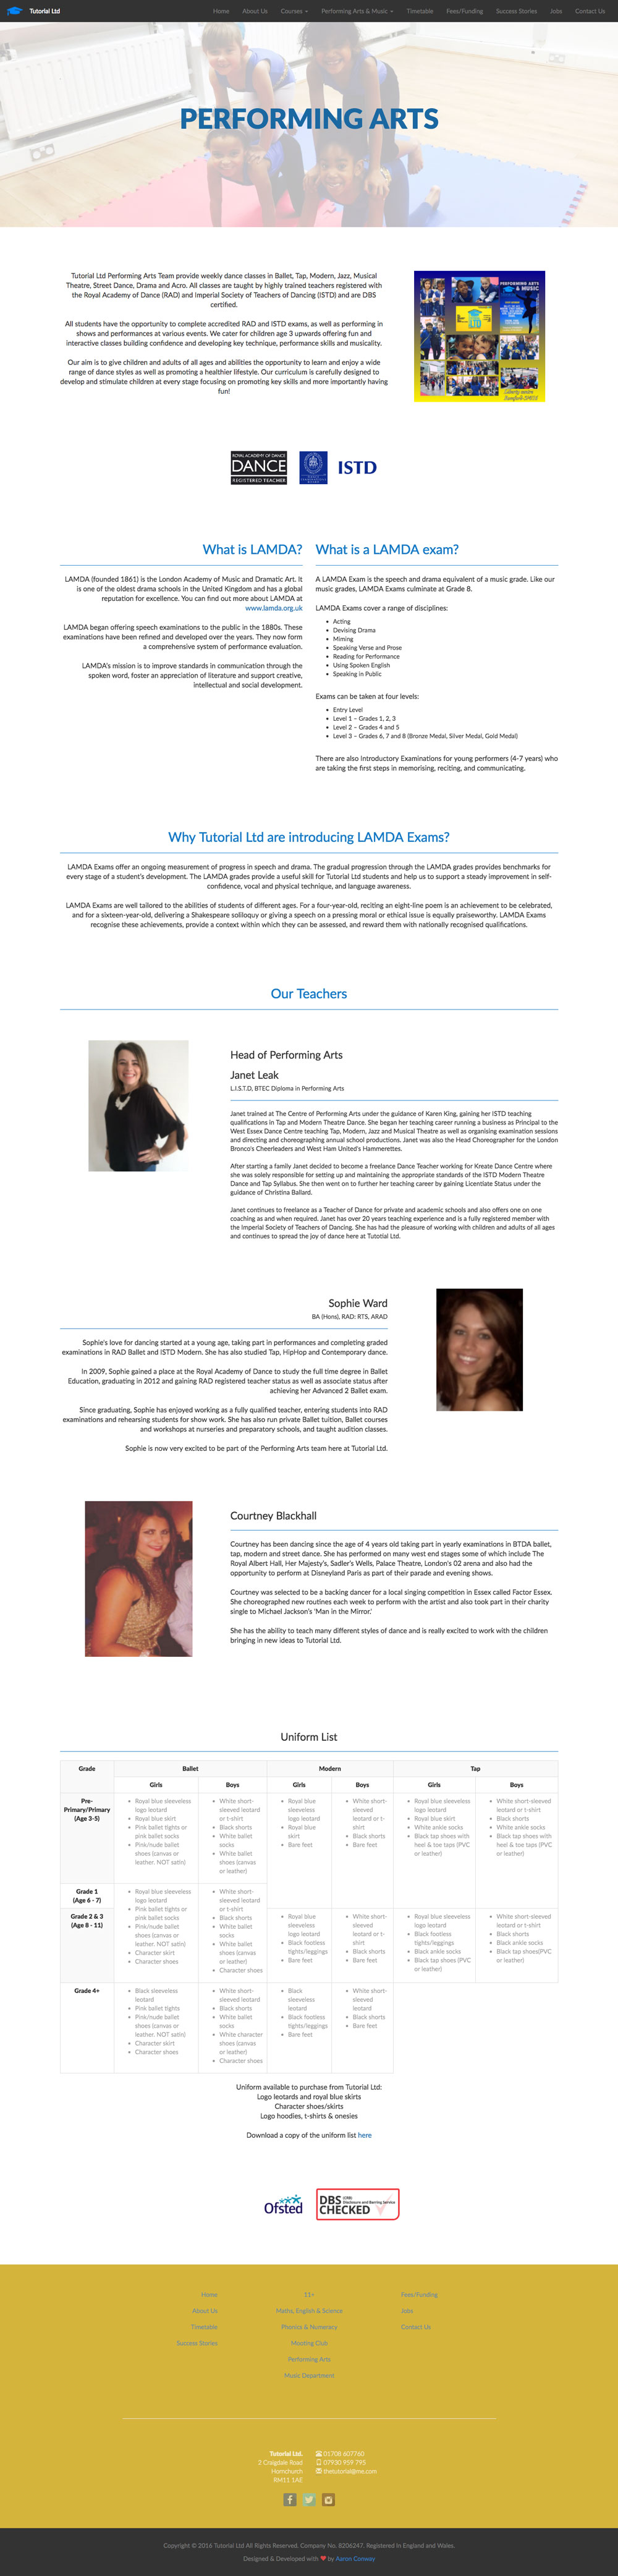 Tutorial Ltd
Home About Us Courses Performing Arts & Music Timetable Fees/Funding Success Stories Jobs Contact Us
PERFORMING ARTS
Tutorial Ltd Performing Arts Team provide weekly dance classes in Ballet, Tap, Modern, Jazz, Musical
Theatre, Street Dance, Drama and Acro. All classes are taught by highly trained teachers registered with
the Royal Academy of Dance (RAD) and Imperial Society of Teachers of Dancing (ISTD) and are DBS
certified.
All students have the opportunity to complete accredited RAD and ISTD exams, as well as performing in
shows and performances at various events. We cater for children age 3 upwards offering fun and
interactive classes building confidence and developing key technique, performance skills and musicality.
Our aim is to give children and adults of all ages and abilities the opportunity to learn and enjoy a wide
range of dance styles as well as promoting a healthier lifestyle. Our curriculum is carefully designed to
develop and stimulate children at every stage focusing on promoting key skills and more importantly having
fun!
PERFORMING ARTS
& MUSIC
LTD
ROYAL ACADEMY OF DANCE
DANCE
REGISTERED TEACHER
ISTD
What is LAMDA?
LAMDA (founded 1861) is the London Academy of Music and Dramatic Art. It
is one of the oldest drama schools in the United Kingdom and has a global
reputation for excellence. You can find out more about LAMDA at
www.lamda.org.uk
LAMDA began offering speech examinations to the public in the 1880s. These
examinations have been refined and developed over the years. They now form
a comprehensive system of performance evaluation.
LAMDA's mission is to improve standards in communication through the
spoken word, foster an appreciation of literature and support creative,
intellectual and social development.
What is a LAMDA exam?
A LAMDA Exam is the speech and drama equivalent of a music grade. Like our
music grades, LAMDA Exams culminate at Grade 8.
LAMDA Exams cover a range of disciplines:
Acting
Devising Drama
Miming
Speaking Verse and Prose
Reading for Performance
Using Spoken English
Speaking in Public
Exams can be taken at four levels:
Entry Level
Level 1 – Grades 1, 2, 3
Level 2 – Grades 4 and 5
Level 3 – Grades 6, 7 and 8 (Bronze Medal, Silver Medal, Gold Medal)
There are also Introductory Examinations for young performers (4-7 years) who
are taking the first steps in memorising, reciting, and communicating.
Why Tutorial Ltd are introducing LAMDA Exams?
LAMDA Exams offer an ongoing measurement of progress in speech and drama. The gradual progression through the LAMDA grades provides benchmarks for
every stage of a student's development. The LAMDA grades provide a useful skill for Tutorial Ltd students and help us to support a steady improvement in self-
confidence, vocal and physical technique, and language awareness.
LAMDA Exams are well tailored to the abilities of students of different ages. For a four-year-old, reciting an eight-line poem is an achievement to be celebrated,
and for a sixteen-year-old, delivering a Shakespeare soliloquy or giving a speech on a pressing moral or ethical issue is equally praiseworthy. LAMDA Exams
recognise these achievements, provide a context within which they can be assessed, and reward them with nationally recognised qualifications.
Our Teachers
Head of Performing Arts
Janet Leak
L.I.S.T.D, BTEC Diploma in Performing Arts
Janet trained at The Centre of Performing Arts under the guidance of Karen King, gaining her ISTD teaching
qualifications in Tap and Modern Theatre Dance. She began her teaching career running a business as Principal to the
West Essex Dance Centre teaching Tap, Modern, Jazz and Musical Theatre as well as organising examination sessions
and directing and choreographing annual school productions. Janet was also the Head Choreographer for the London
Bronco's Cheerleaders and West Ham United's Hammerettes.
After starting a family Janet decided to become a freelance Dance Teacher working for Kreate Dance Centre where
she was solely responsible for setting up and maintaining the appropriate standards of the ISTD Modern Theatre
Dance and Tap Syllabus. She then went on to further her teaching career by gaining Licentiate Status under the
guidance of Christina Ballard.
Janet continues to freelance as a Teacher of Dance for private and academic schools and also offers one on one
coaching as and when required. Janet has over 20 years teaching experience and is a fully registered member with
the Imperial Society of Teachers of Dancing. She has had the pleasure of working with children and adults of all ages
and continues to spread the joy of dance here at Tutotial Ltd.
Sophie Ward
BA (Hons), RAD: RTS, ARAD
Sophie's love for dancing started at a young age, taking part in performances and completing graded
examinations in RAD Ballet and ISTD Modern. She has also studied Tap, HipHop and Contemporary dance.
In 2009, Sophie gained a place at the Royal Academy of Dance to study the full time degree in Ballet
Education, graduating in 2012 and gaining RAD registered teacher status as well as associate status after
achieving her Advanced 2 Ballet exam.
Since graduating, Sophie has enjoyed working as a fully qualified teacher, entering students into RAD
examinations and rehearsing students for show work. She has also run private Ballet tuition, Ballet courses
and workshops at nurseries and preparatory schools, and taught audition classes.
Sophie is now very excited to be part of the Performing Arts team here at Tutorial Ltd.
Courtney Blackhall
Courtney has been dancing since the age of 4 years old taking part in yearly examinations in BTDA ballet,
tap, modern and street dance. She has performed on many west end stages some of which include The
Royal Albert Hall, Her Majesty's, Sadler's Wells, Palace Theatre, London's 02 arena and also had the
opportunity to perform at Disneyland Paris as part of their parade and evening shows.
Courtney was selected to be a backing dancer for a local singing competition in Essex called Factor Essex.
She choreographed new routines each week to perform with the artist and also took part in their charity
single to Michael Jackson's 'Man in the Mirror.'
She has the ability to teach many different styles of dance and is really excited to work with the children
bringing in new ideas to Tutorial Ltd.
Uniform List
Grade Ballet Modern Tap
Girls Boys Girls Boys Girls Boys
Pre-
Primary/Primary
(Age 3-5)
Royal blue sleeveless
logo leotard
Royal blue skirt
Pink ballet tights or
pink ballet socks
Pink/nude ballet
shoes (canvas or
leather. NOT satin)
White short-
sleeved leotard
or t-shirt
Black shorts
White ballet
socks
White ballet
shoes (canvas
or leather)
Royal blue
sleeveless
logo leotard
Royal blue
skirt
Bare feet
White short-
sleeved
leotard or t-
shirt
Black shorts
Bare feet
Royal blue sleeveless
logo leotard
Royal blue skirt
White ankle socks
Black tap shoes with
heel & toe taps (PVC
or leather)
White short-sleeved
leotard or t-shirt
Black shorts
White ankle socks
Black tap shoes with
heel & toe taps (PVC
or leather)
Grade 1
(Age 6 - 7)
Grade 2 & 3
(Age 8 - 11)
Royal blue sleeveless
logo leotard
Pink ballet tights or
pink ballet socks
Pink/nude ballet
shoes (canvas or
leather. NOT satin)
Character skirt
Character shoes
White short-
sleeved leotard
or t-shirt
Black shorts
White ballet
socks
White ballet
shoes (canvas
or leather)
Character shoes
Royal blue
sleeveless
logo leotard
Black footless
tights/leggings
Bare feet
White short-
sleeved
leotard or t-
shirt
Black shorts
Bare feet
Royal blue sleeveless
logo leotard
Black footless
tights/leggings
Black ankle socks
Black tap shoes (PVC
or leather)
White short-sleeved
leotard or t-shirt
Black shorts
Black ankle socks
Black tap shoes(PVC
or leather)
Grade 4+
Black sleeveless
leotard
Pink ballet tights
Pink/nude ballet
shoes (canvas or
leather. NOT satin)
Character skirt
Character shoes
White short-
sleeved leotard
Black shorts
White ballet
socks
White character
shoes (canvas
or leather)
Character shoes
Black
sleeveless
leotard
Black footless
tights/leggings
Bare feet
White short-
sleeved
leotard
Black shorts
Bare feet
Uniform available to purchase from Tutorial Ltd:
Logo leotards and royal blue skirts
Character shoes/skirts
Logo hoodies, t-shirts & onesies
Download a copy of the uniform list here
Ofsted
DBS (CRB)
Disclosure and Barring Service
CHECKED
Home
About Us
Timetable
Success Stories
11+
Maths, English & Science
Phonics & Numeracy
Mooting Club
Performing Arts
Music Department
Fees/Funding
Jobs
Contact Us
Tutorial Ltd.
2 Craigdale Road
Hornchurch
RM11 1AE
01708 607760
07930 959 795
thetutorial@me.com
Copyright © 2016 Tutorial Ltd All Rights Reserved. Company No. 8206247. Registered in England and Wales.
Designed & Developed with ❤ by Aaron Conway